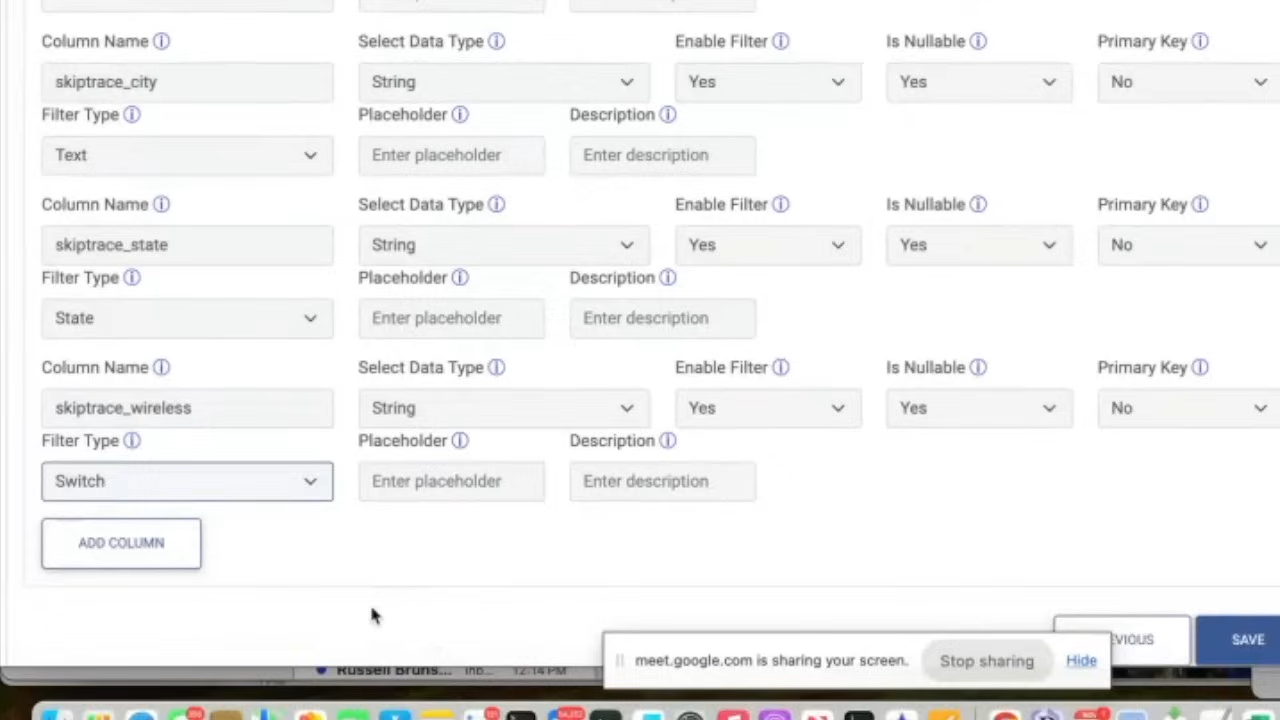 Column Name Select Data Type Enable Filter Is Nullable Primary Key
skiptrace_city String Yes Yes No
Filter Type Placeholder Description
Text Enter placeholder Enter description
Column Name Select Data Type Enable Filter Is Nullable Primary Key
skiptrace_state String Yes Yes No
Filter Type Placeholder Description
State Enter placeholder Enter description
Column Name Select Data Type Enable Filter Is Nullable Primary Key
skiptrace_wireless String Yes Yes No
Filter Type Placeholder Description
Switch Enter placeholder Enter description
ADD COLUMN
VIOUS SAVE
meet.google.com is sharing your screen. Stop sharing Hide
Russell Bruns... Inb... 12:14 PM